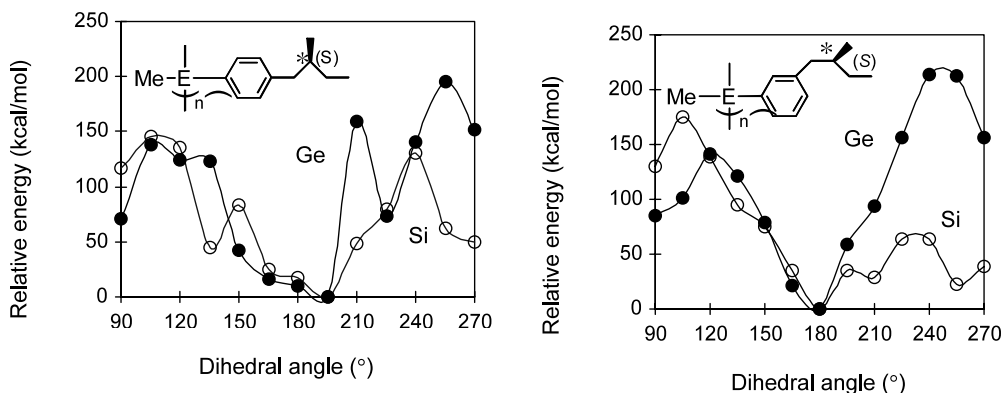 250
200
150
100
50
0
90 120 150 180 210 240 270
Relative energy (kcal/mol)
Dihedral angle (°)
Me E n
* (S)
Ge
Si
250
200
150
100
50
0
90 120 150 180 210 240 270
Relative energy (kcal/mol)
Dihedral angle (°)
Me E n
* (S)
Ge
Si